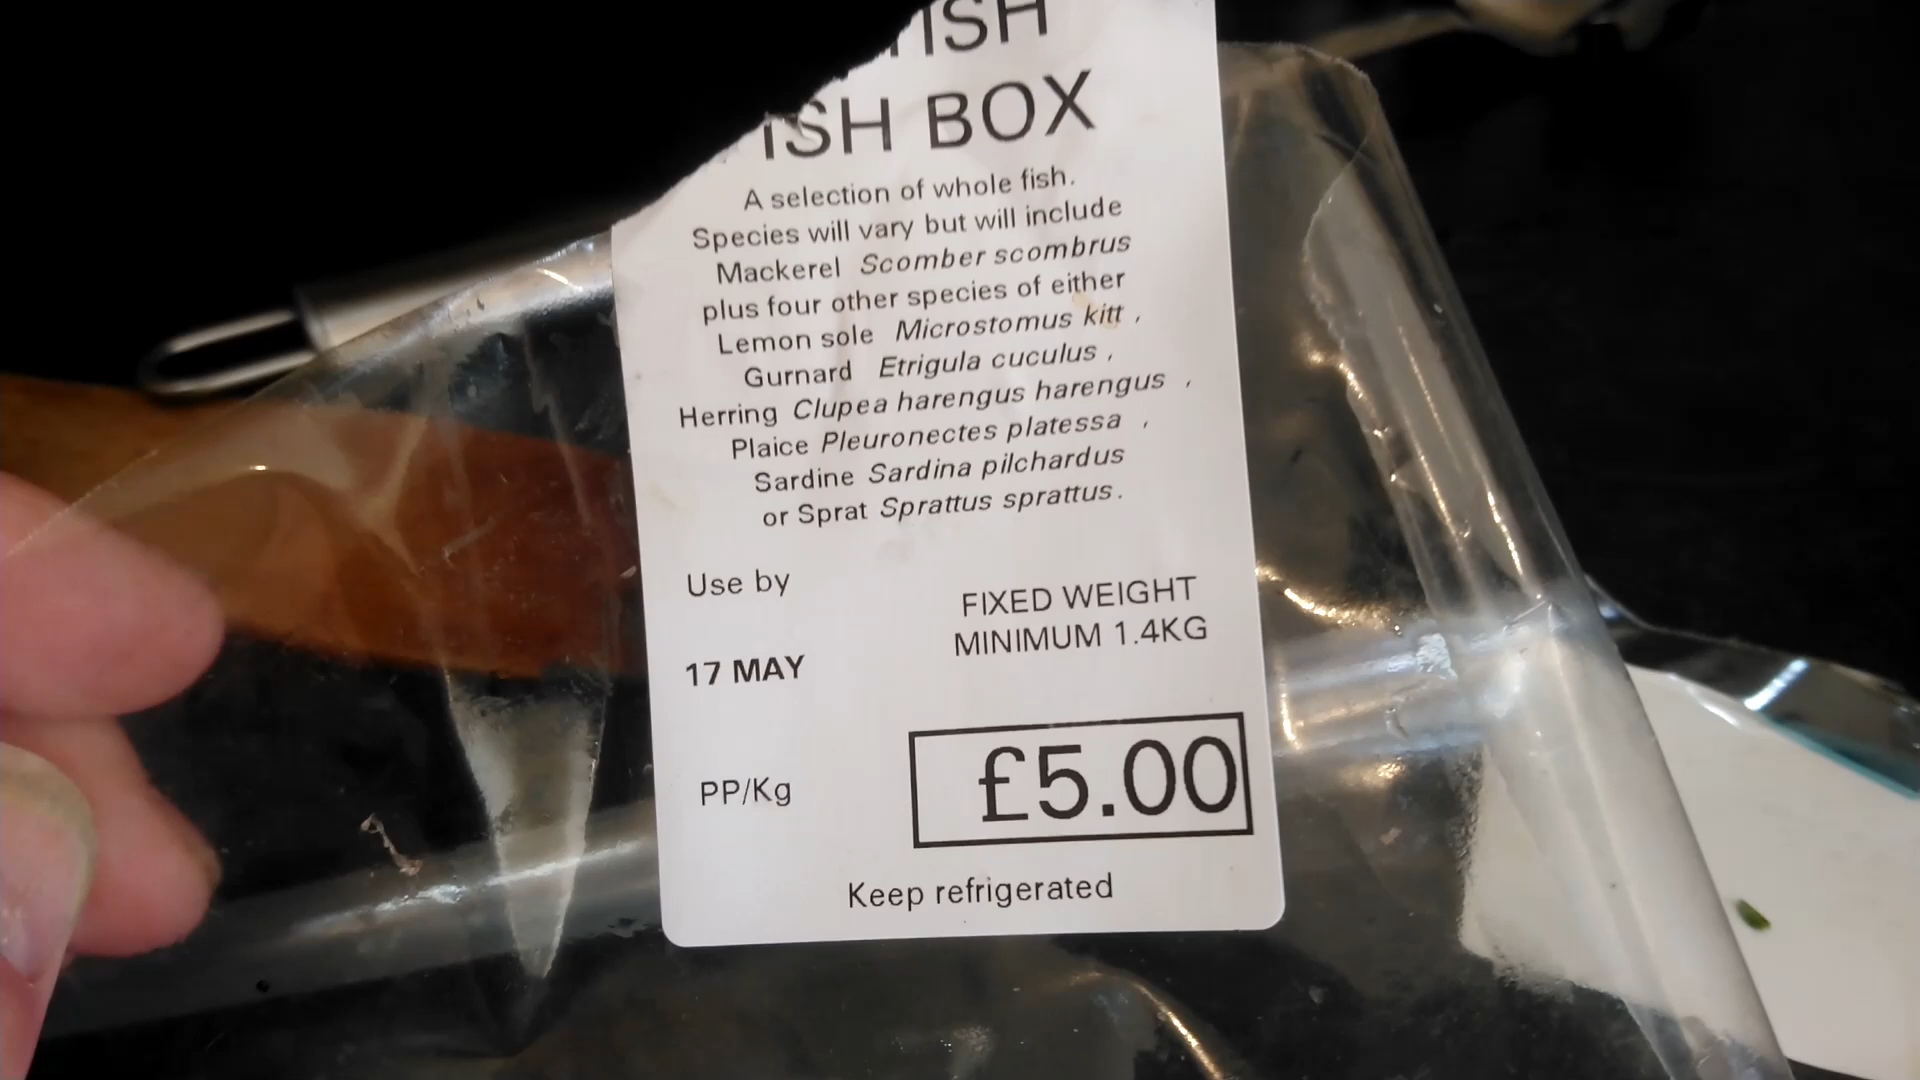 ISH
ISH BOX
A selection of whole fish.
Species will vary but will include
Mackerel Scomber scombrus
plus four other species of either
Lemon sole Microstomus kitt ,
Gurnard Etrigula cuculus ,
Herring Clupea harengus harengus ,
Plaice Pleuronectes platessa ,
Sardine Sardina pilchardus
or Sprat Sprattus sprattus.
Use by
FIXED WEIGHT
MINIMUM 1.4KG
17 MAY
PP/Kg
£5.00
Keep refrigerated